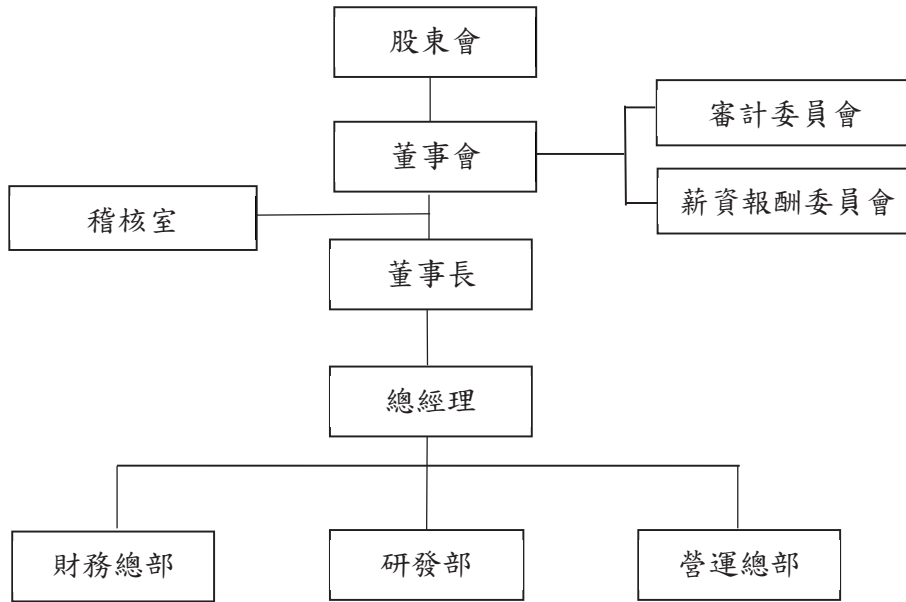 股東會
審計委員會
董事會
薪資報酬委員會
稽核室
董事長
總經理
財務總部
研發部
營運總部